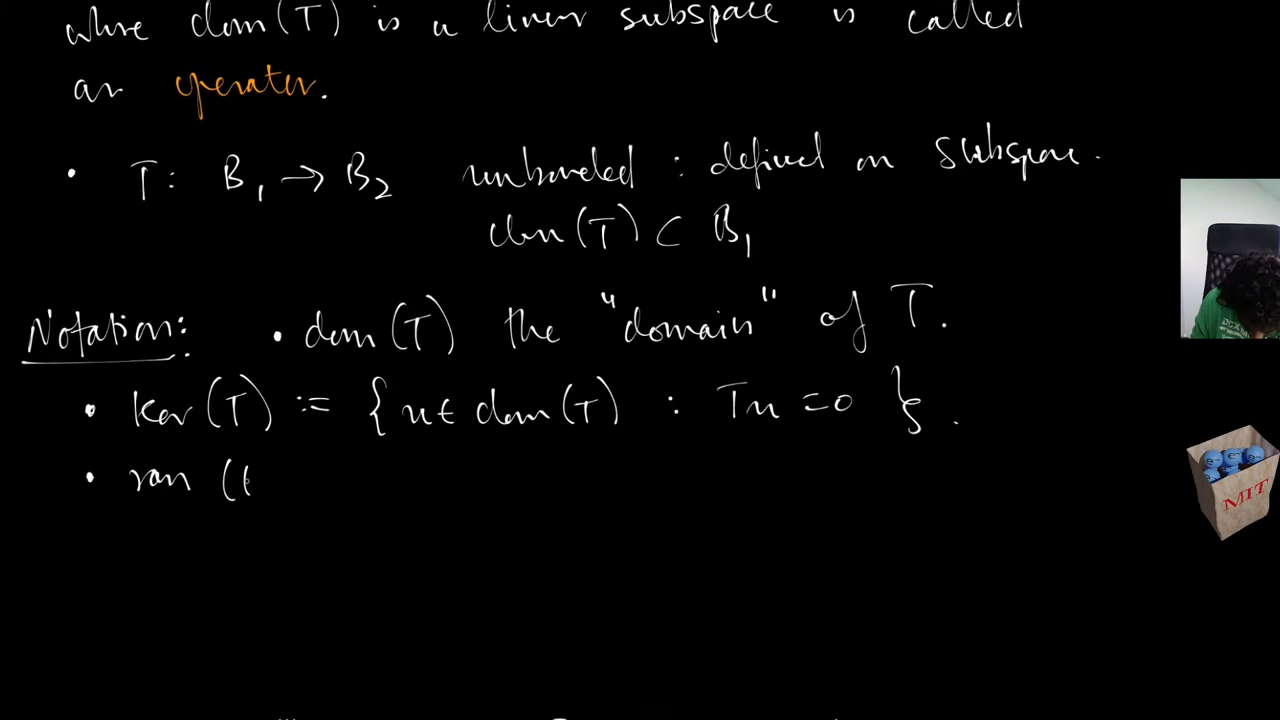 where dom(T) is a linear subspace is called
an operator.
• T: B₁ → B₂ unbounded : defined on subspace.
dom(T) ⊂ B₁
Notation: • dom(T) the "domain" of T.
• Ker(T) := {u ∈ dom(T) : Tu = 0}.
• ran (
MIT